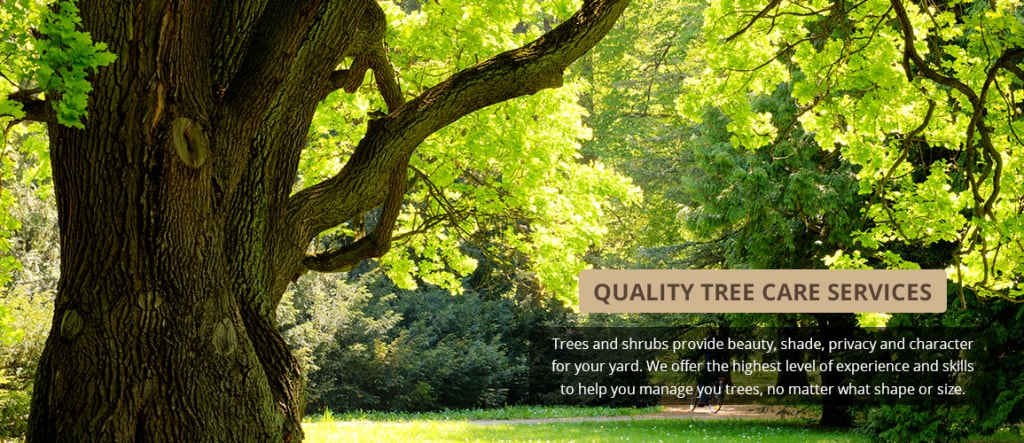 QUALITY TREE CARE SERVICES
Trees and shrubs provide beauty, shade, privacy and character
for your yard. We offer the highest level of experience and skills
to help you manage you trees, no matter what shape or size.